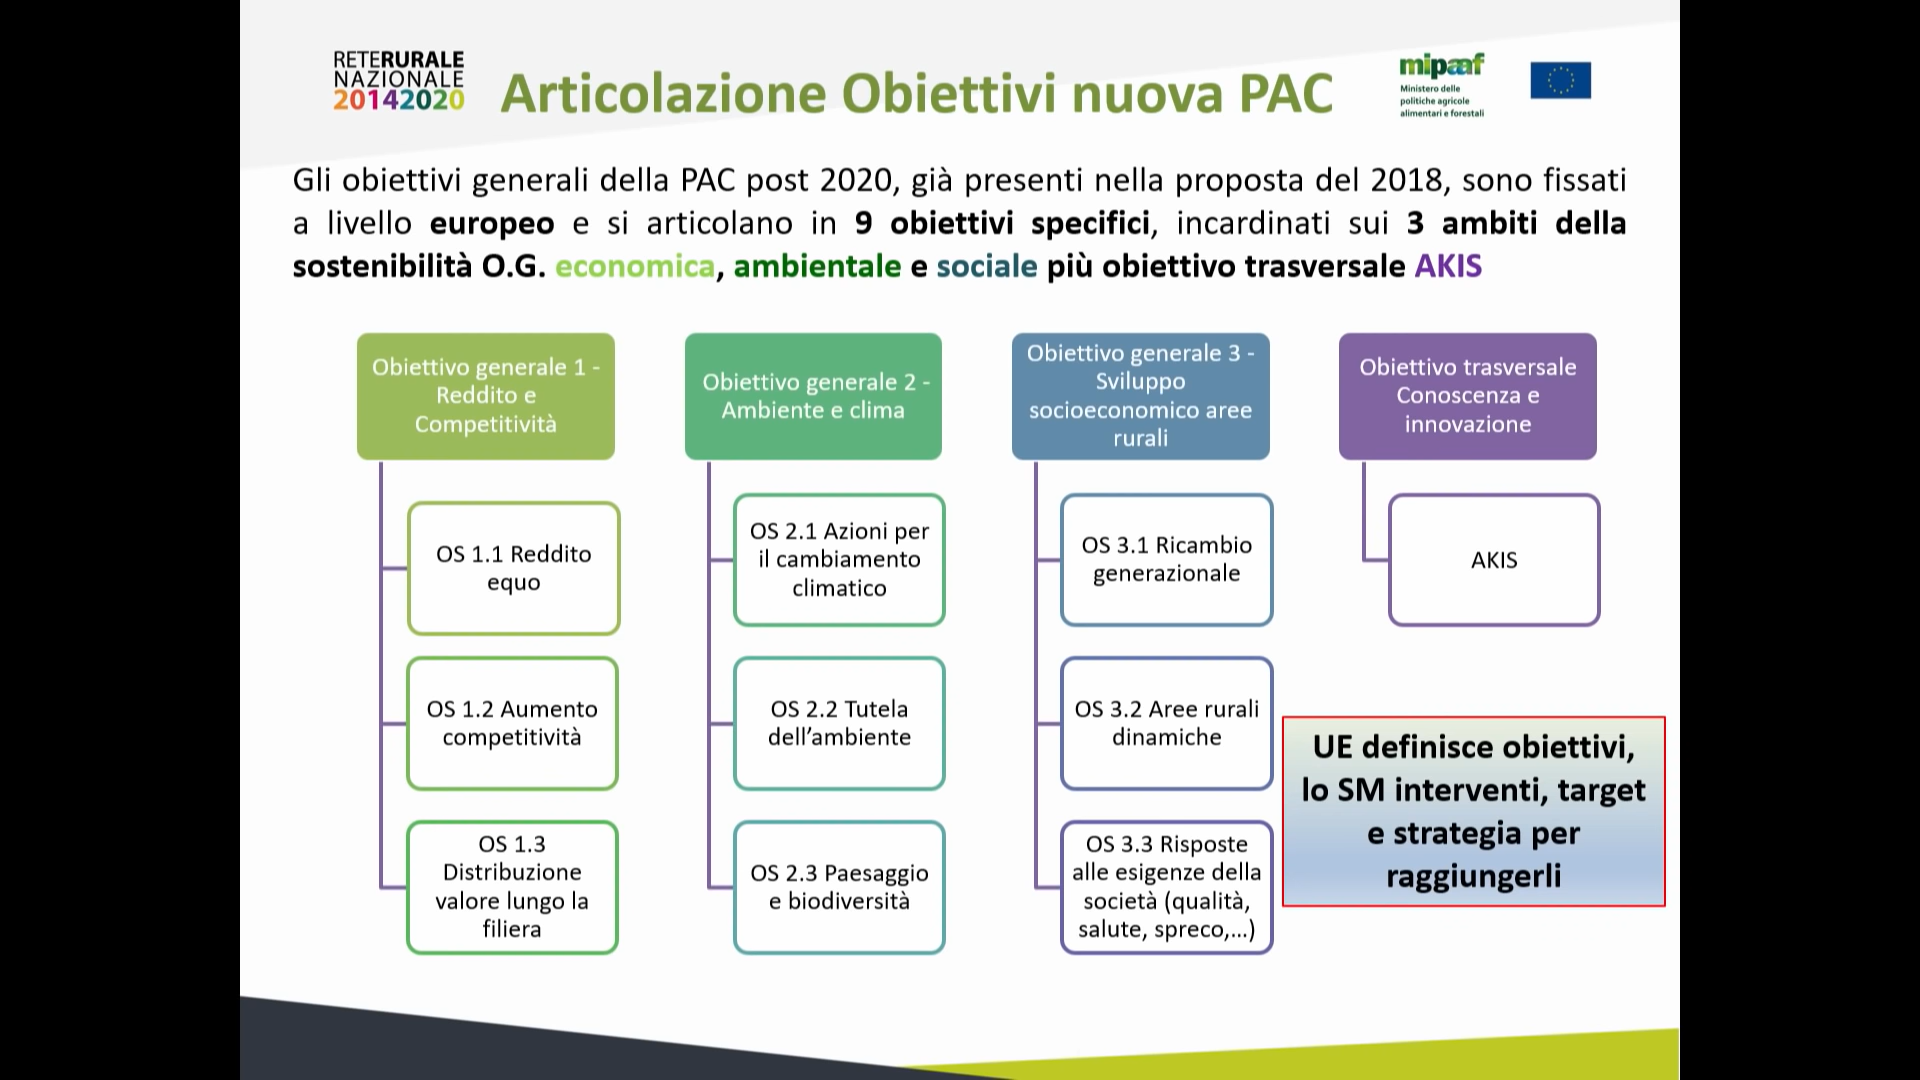 RETERURALE
NAZIONALE
20142020
Articolazione Obiettivi nuova PAC
mipaaf
Ministero delle
politiche agricole
alimentari e forestali
Gli obiettivi generali della PAC post 2020, già presenti nella proposta del 2018, sono fissati
a livello europeo e si articolano in 9 obiettivi specifici, incardinati sui 3 ambiti della
sostenibilità O.G. economica, ambientale e sociale più obiettivo trasversale AKIS
Obiettivo generale 1 -
Reddito e
Competitività
OS 1.1 Reddito
equo
OS 1.2 Aumento
competitività
OS 1.3
Distribuzione
valore lungo la
filiera
Obiettivo generale 2 -
Ambiente e clima
OS 2.1 Azioni per
il cambiamento
climatico
OS 2.2 Tutela
dell’ambiente
OS 2.3 Paesaggio
e biodiversità
Obiettivo generale 3 -
Sviluppo
socioeconomico aree
rurali
OS 3.1 Ricambio
generazionale
OS 3.2 Aree rurali
dinamiche
OS 3.3 Risposte
alle esigenze della
società (qualità,
salute, spreco,...)
Obiettivo trasversale
Conoscenza e
innovazione
AKIS
UE definisce obiettivi,
lo SM interventi, target
e strategia per
raggiungerli